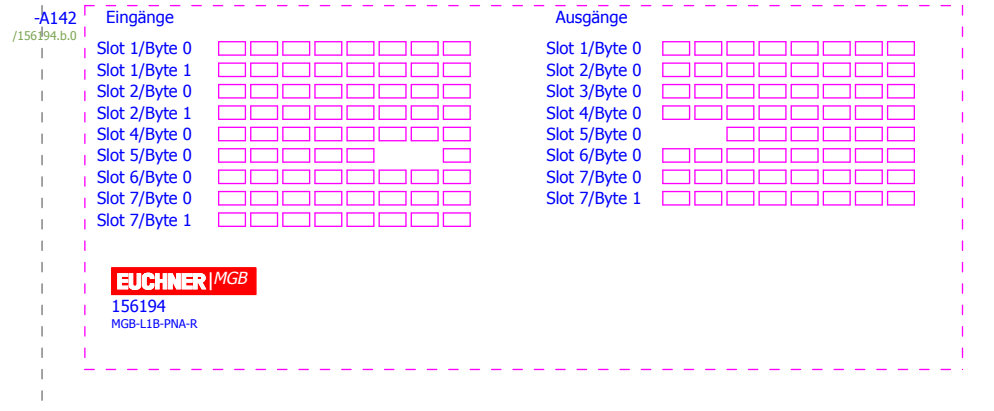 -A142 Eingänge Ausgänge
/156194.b.0
Slot 1/Byte 0 Slot 1/Byte 0
Slot 1/Byte 1 Slot 2/Byte 0
Slot 2/Byte 0 Slot 3/Byte 0
Slot 2/Byte 1 Slot 4/Byte 0
Slot 4/Byte 0 Slot 5/Byte 0
Slot 5/Byte 0 Slot 6/Byte 0
Slot 6/Byte 0 Slot 7/Byte 0
Slot 7/Byte 0 Slot 7/Byte 1
Slot 7/Byte 1
EUCHNER|MGB
156194
MGB-L1B-PNA-R